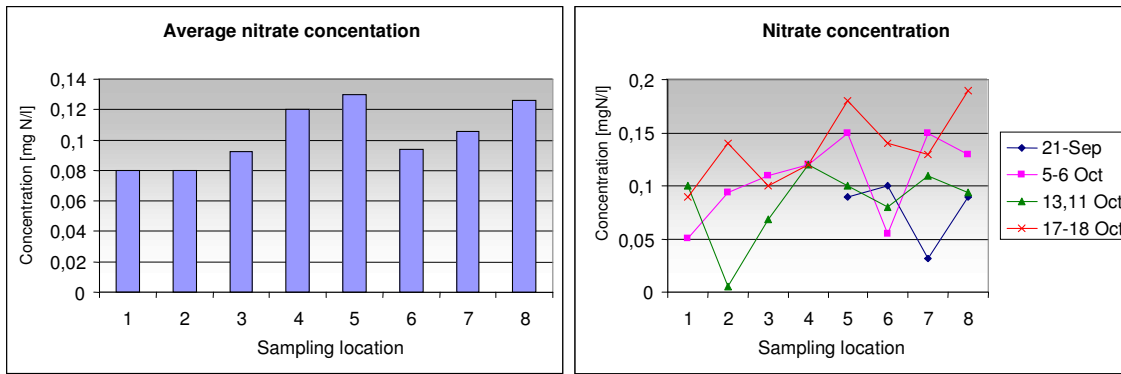 Average nitrate concentation
0,14
0,12
0,1
0,08
0,06
0,04
0,02
0
Concentration [mg N/l]
1 2 3 4 5 6 7 8
Sampling location
Nitrate concentration
0,2
0,15
0,1
0,05
0
Concentration [mgN/l]
1 2 3 4 5 6 7 8
Sampling location
21-Sep
5-6 Oct
13,11 Oct
17-18 Oct